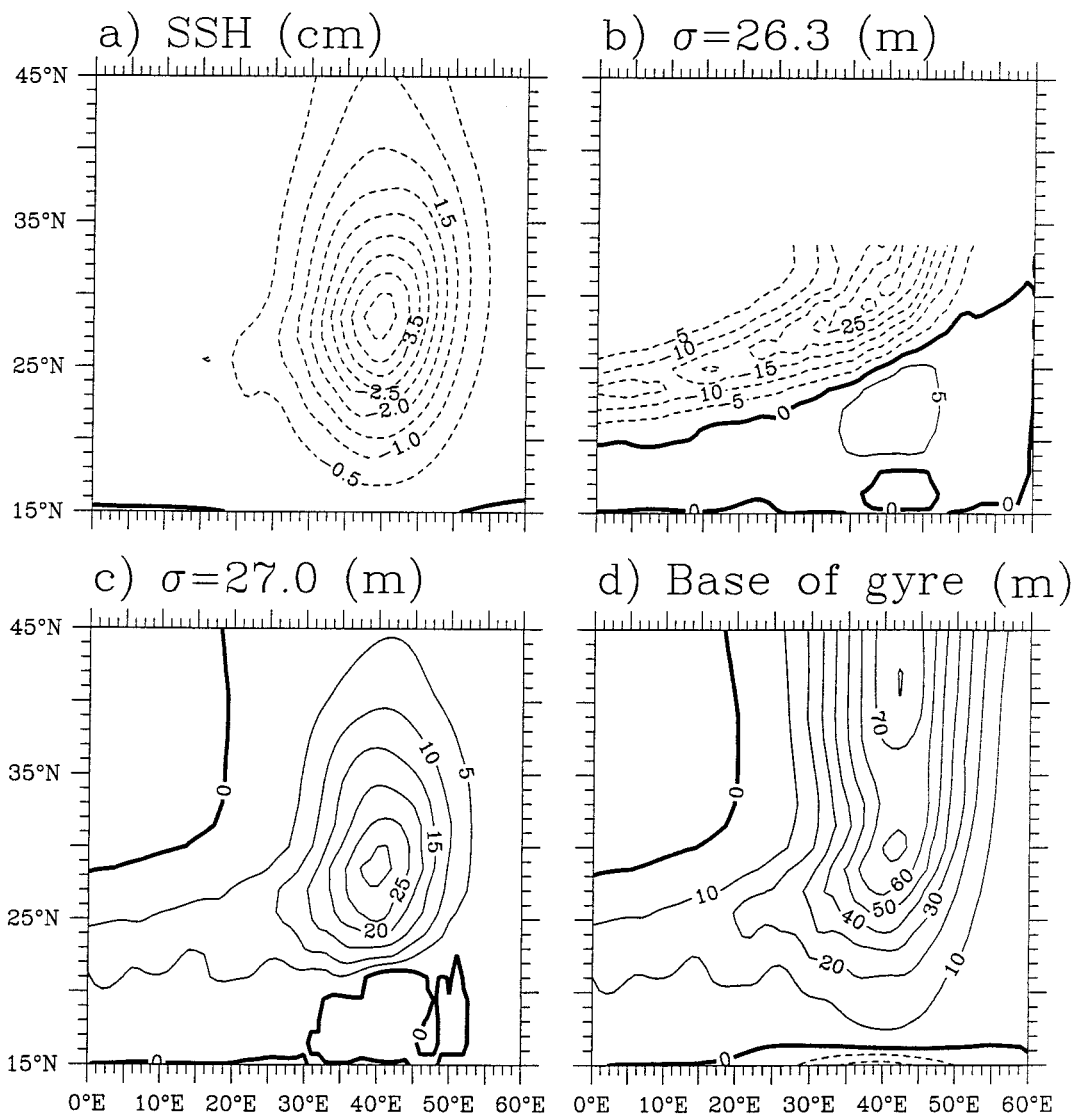 a) SSH (cm)
b) σ=26.3 (m)
45°N
35°N
25°N
15°N
-1.5
-3.5
-2.5
-2.0
-1.0
-0.5
-5
-10
-25
-15
-10
-5
0
5
0
0
0
c) σ=27.0 (m)
d) Base of gyre (m)
45°N
35°N
25°N
15°N
0
10
5
15
25
20
0
0
70
0
60
10
50
30
40
20
10
0
0°E 10°E 20°E 30°E 40°E 50°E 60°E
0°E 10°E 20°E 30°E 40°E 50°E 60°E